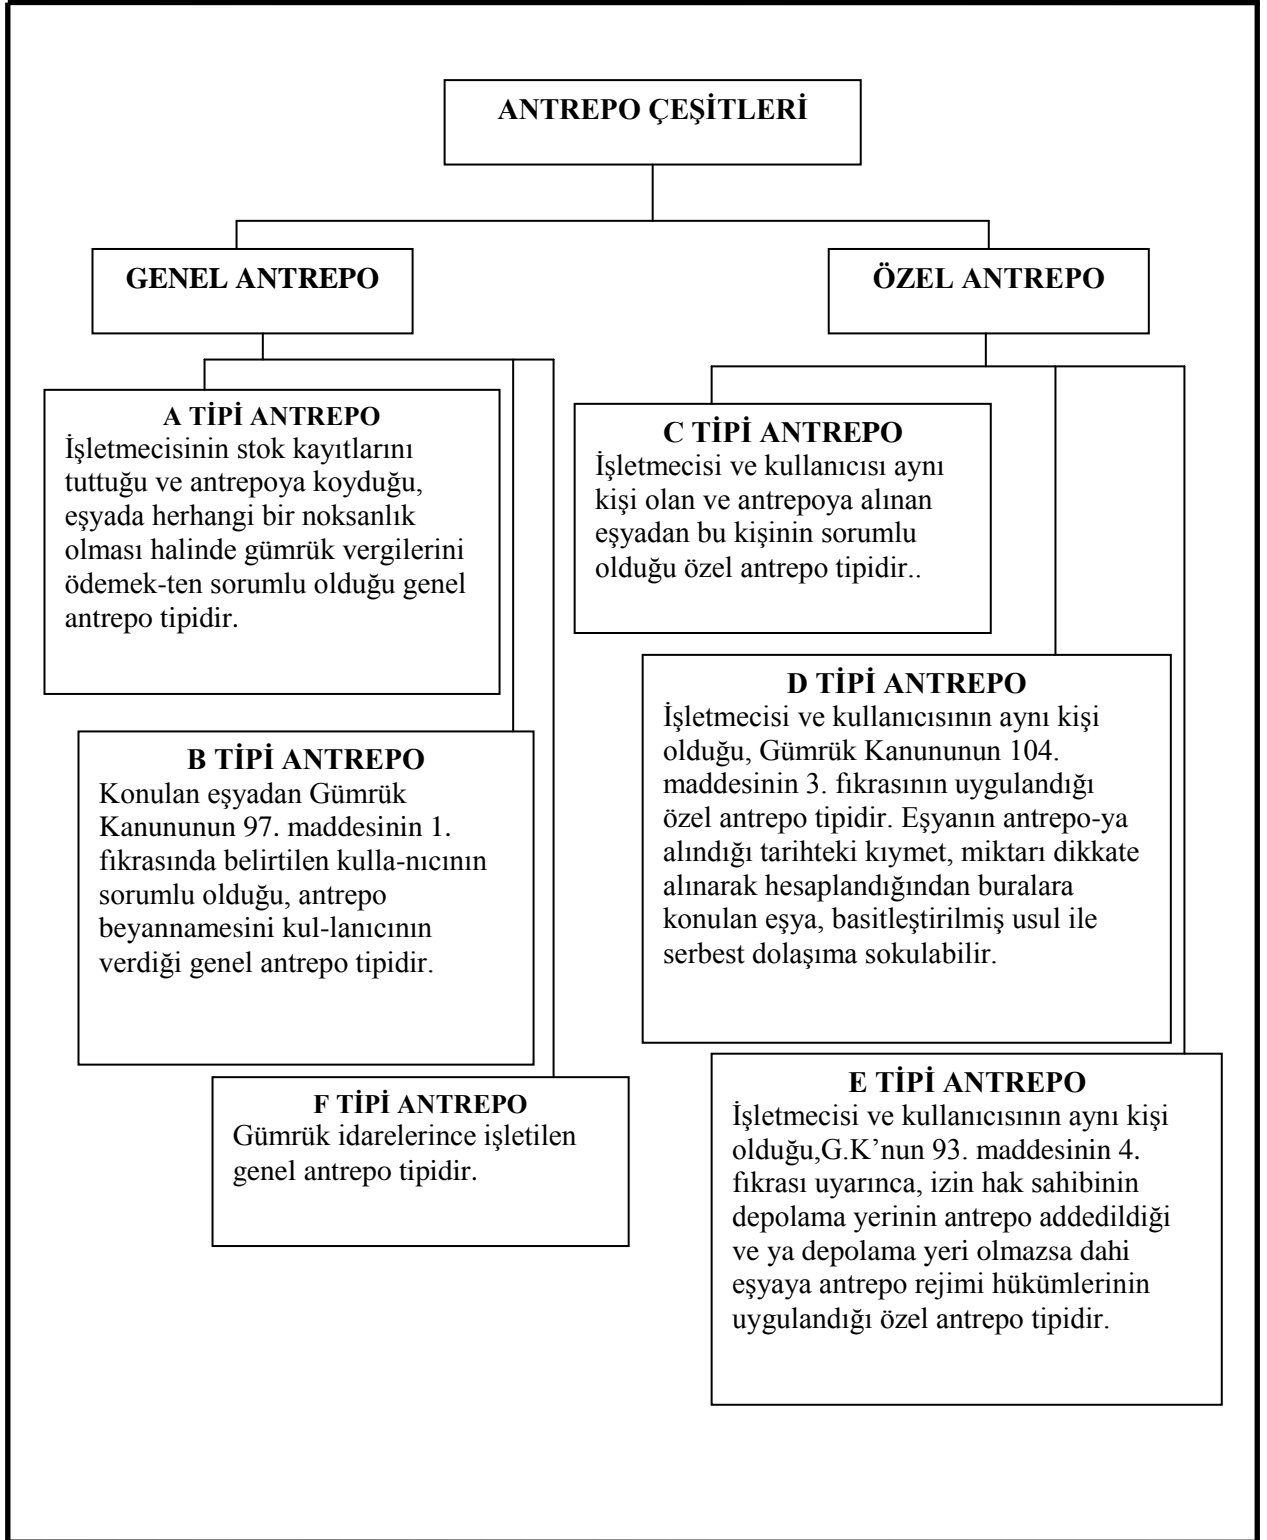 ANTREPO ÇEŞİTLERİ
GENEL ANTREPO
ÖZEL ANTREPO
A TİPİ ANTREPO
İşletmecisinin stok kayıtlarını
tuttuğu ve antrepoya koyduğu,
eşyada herhangi bir noksanlık
olması halinde gümrük vergilerini
ödemek-ten sorumlu olduğu genel
antrepo tipidir.
B TİPİ ANTREPO
Konulan eşyadan Gümrük
Kanununun 97. maddesinin 1.
fıkrasında belirtilen kulla-nıcının
sorumlu olduğu, antrepo
beyannamesini kul-lanıcının
verdiği genel antrepo tipidir.
F TİPİ ANTREPO
Gümrük idarelerince işletilen
genel antrepo tipidir.
C TİPİ ANTREPO
İşletmecisi ve kullanıcısı aynı
kişi olan ve antrepoya alınan
eşyadan bu kişinin sorumlu
olduğu özel antrepo tipidir..
D TİPİ ANTREPO
İşletmecisi ve kullanıcısının aynı kişi
olduğu, Gümrük Kanununun 104.
maddesinin 3. fıkrasının uygulandığı
özel antrepo tipidir. Eşyanın antrepo-ya
alındığı tarihteki kıymet, miktarı dikkate
alınarak hesaplandığından buralara
konulan eşya, basitleştirilmiş usul ile
serbest dolaşıma sokulabilir.
E TİPİ ANTREPO
İşletmecisi ve kullanıcısının aynı kişi
olduğu,G.K’nun 93. maddesinin 4.
fıkrası uyarınca, izin hak sahibinin
depolama yerinin antrepo addedildiği
ve ya depolama yeri olmazsa dahi
eşyaya antrepo rejimi hükümlerinin
uygulandığı özel antrepo tipidir.